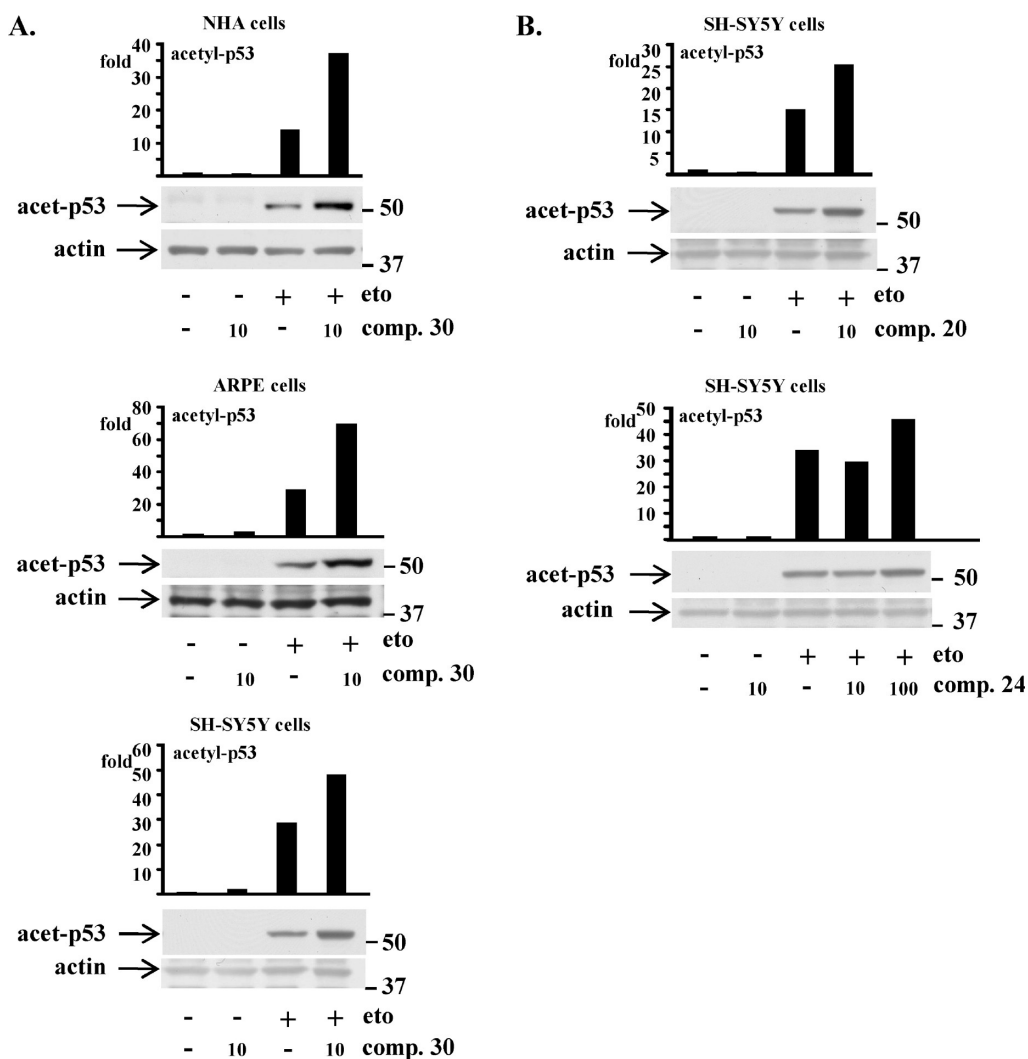 A.
NHA cells
fold
acetyl-p53
40
30
20
10
acet-p53
50
actin
37
- - + + eto
- 10 - 10 comp. 30
ARPE cells
fold
acetyl-p53
80
60
40
20
acet-p53
50
actin
37
- - + + eto
- 10 - 10 comp. 30
SH-SY5Y cells
fold
acetyl-p53
60
50
40
30
20
10
acet-p53
50
actin
37
- - + + eto
- 10 - 10 comp. 30
B.
SH-SY5Y cells
fold
acetyl-p53
30
25
20
15
10
5
acet-p53
50
actin
37
- - + + eto
- 10 - 10 comp. 20
SH-SY5Y cells
fold
acetyl-p53
50
40
30
20
10
acet-p53
50
actin
37
- - + + + eto
- 10 - 10 100 comp. 24